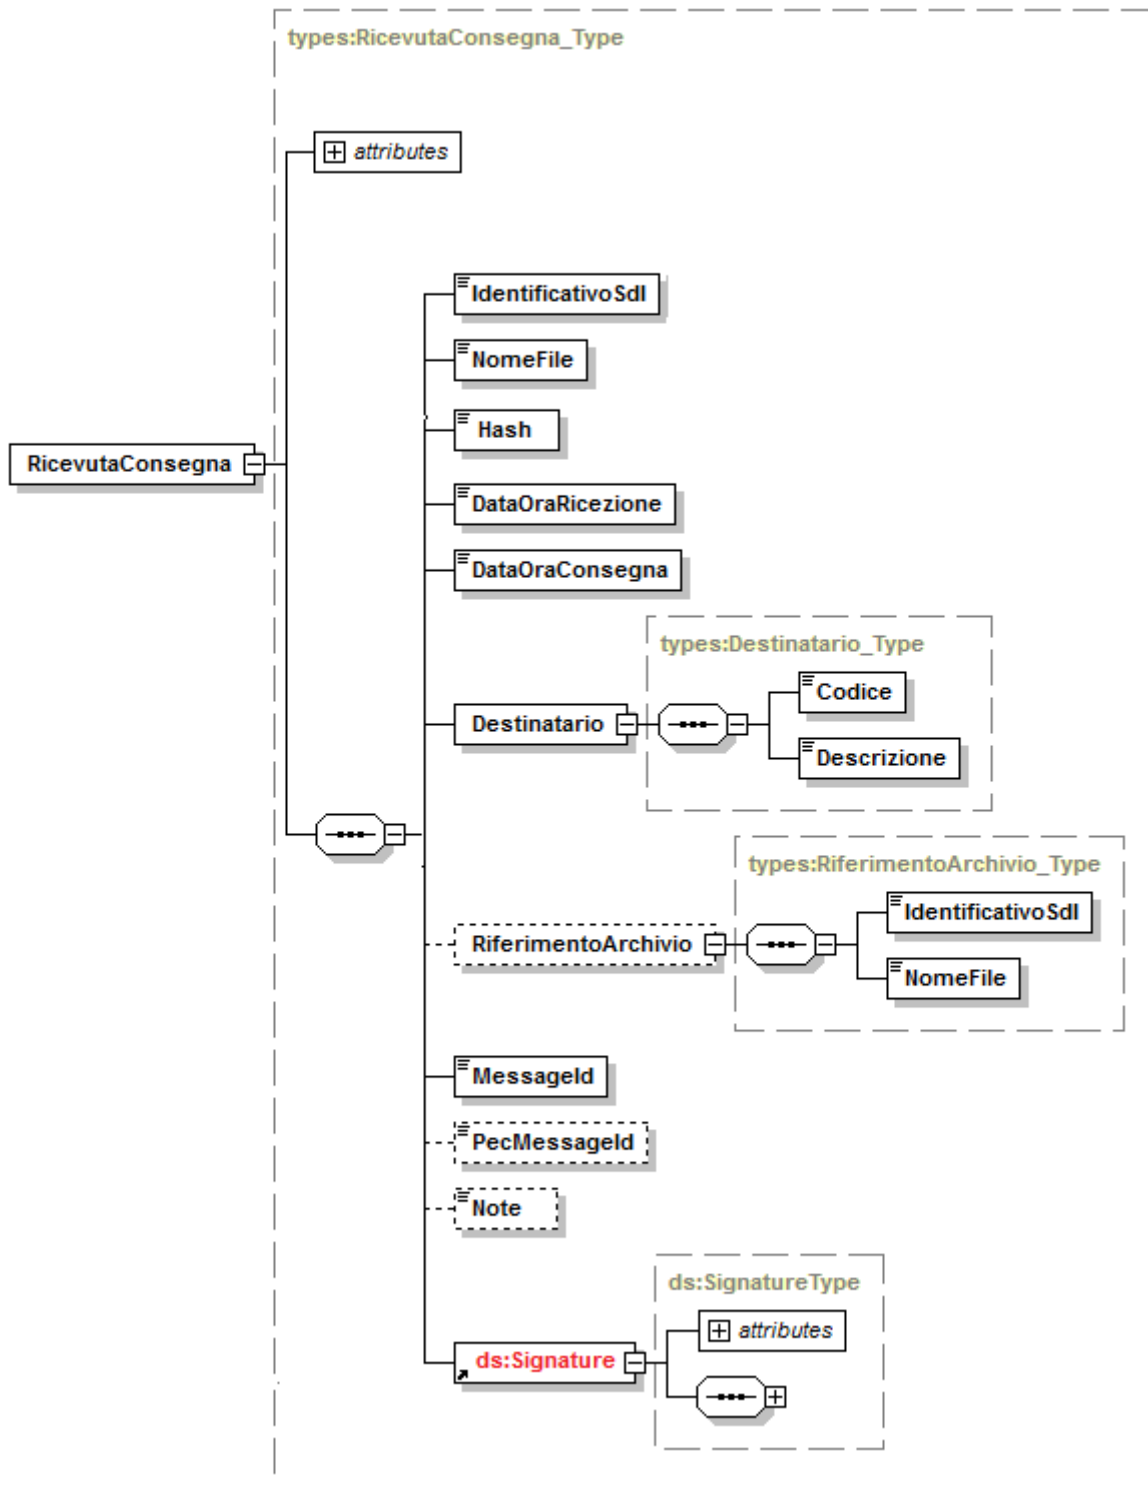 types:RicevutaConsegna_Type
attributes
IdentificativoSdI
NomeFile
Hash
RicevutaConsegna
DataOraRicezione
DataOraConsegna
types:Destinatario_Type
Codice
Destinatario
Descrizione
types:RiferimentoArchivio_Type
IdentificativoSdI
RiferimentoArchivio
NomeFile
MessageId
PecMessageId
Note
ds:SignatureType
attributes
ds:Signature